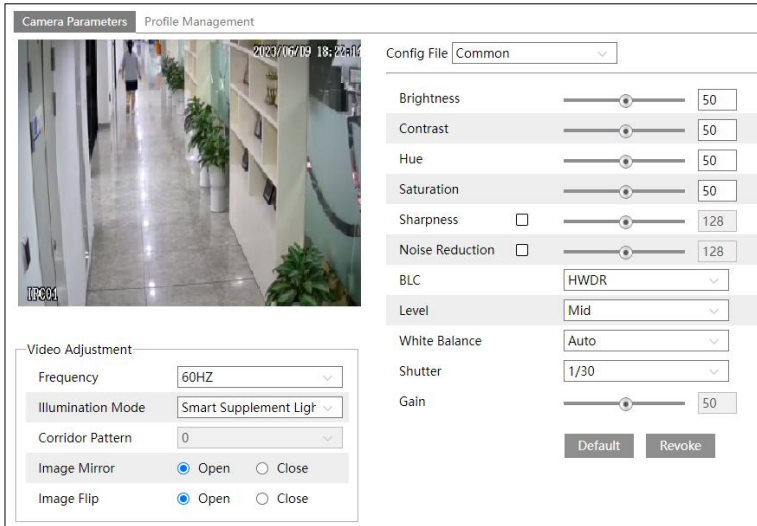 Camera Parameters Profile Management
2023/06/09 18:22:14
IPC01
Config File Common
Brightness 50
Contrast 50
Hue 50
Saturation 50
Sharpness 128
Noise Reduction 128
BLC HWDR
Level Mid
White Balance Auto
Shutter 1/30
Gain 50
Default Revoke
Video Adjustment
Frequency 60HZ
Illumination Mode Smart Supplement Ligh
Corridor Pattern 0
Image Mirror Open Close
Image Flip Open Close